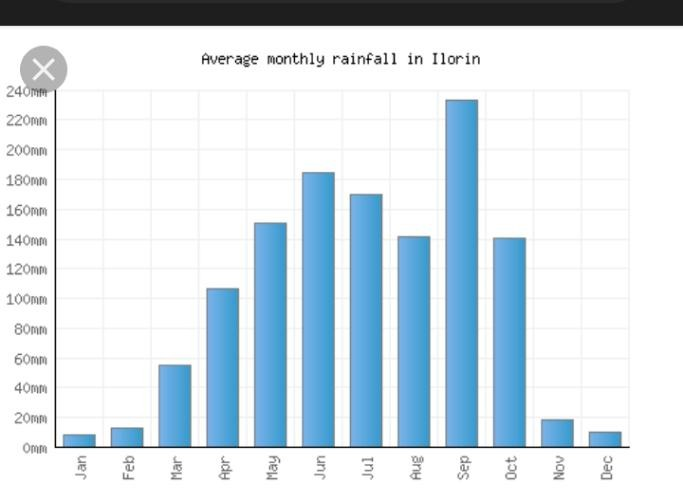 Average monthly rainfall in Ilorin
240mm
220mm
200mm
180mm
160mm
140mm
120mm
100mm
80mm
60mm
40mm
20mm
0mm
Jan Feb Mar Apr May Jun Jul Aug Sep Oct Nov Dec